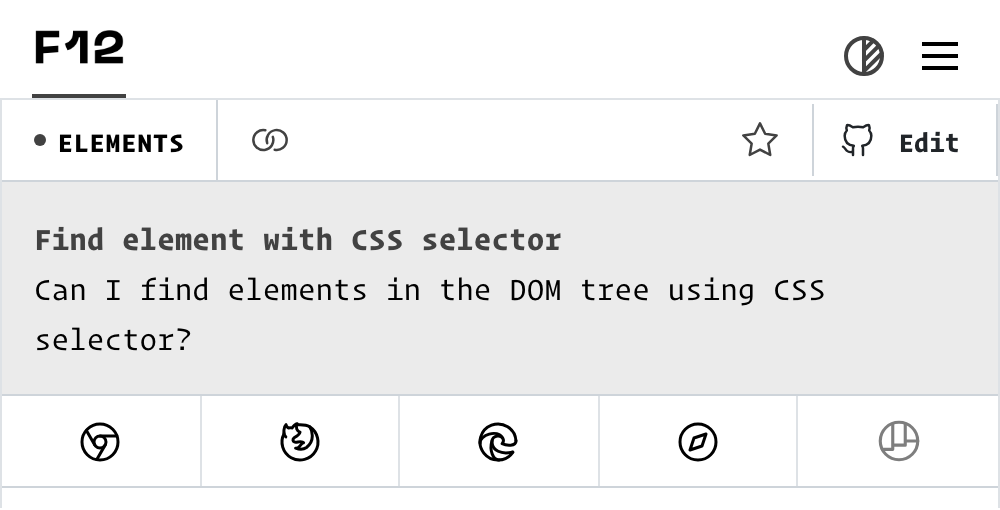 F12
ELEMENTS
Edit
Find element with CSS selector
Can I find elements in the DOM tree using CSS
selector?